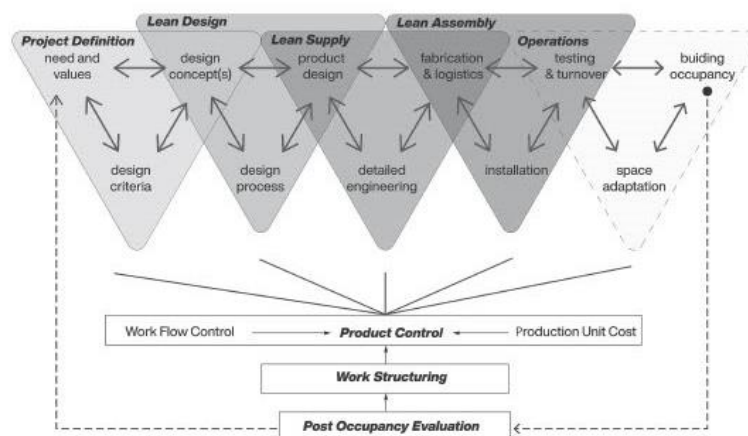 Lean Design
Lean Assembly
Project Definition
Lean Supply
Operations
need and
values
design
concept(s)
product
design
fabrication
& logistics
testing
& turnover
buiding
occupancy
design
criteria
design
process
detailed
engineering
installation
space
adaptation
Work Flow Control
Product Control
Production Unit Cost
Work Structuring
Post Occupancy Evaluation